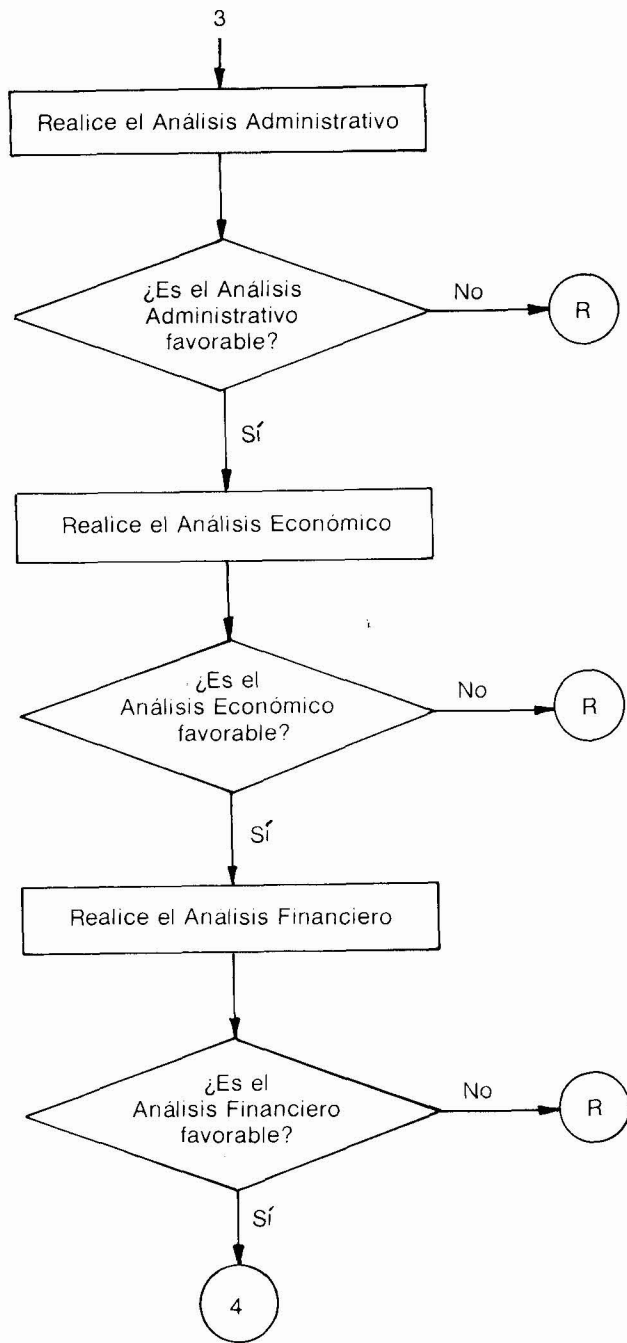 3
Realice el Análisis Administrativo
¿Es el Análisis
Administrativo
favorable?
No
R
Sí
Realice el Análisis Económico
¿Es el
Análisis Económico
favorable?
No
R
Sí
Realice el Análisis Financiero
¿Es el
Análisis Financiero
favorable?
No
R
Sí
4